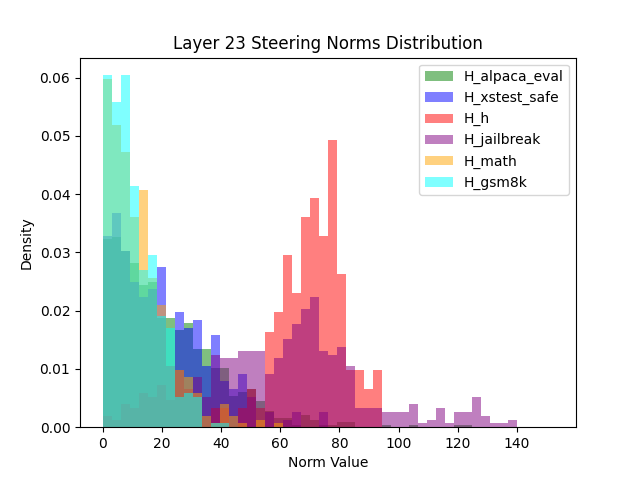 Layer 23 Steering Norms Distribution
H_alpaca_eval
H_xstest_safe
H_h
H_jailbreak
H_math
H_gsm8k
0.06
0.05
0.04
0.03
0.02
0.01
0.00
Density
0 20 40 60 80 100 120 140
Norm Value